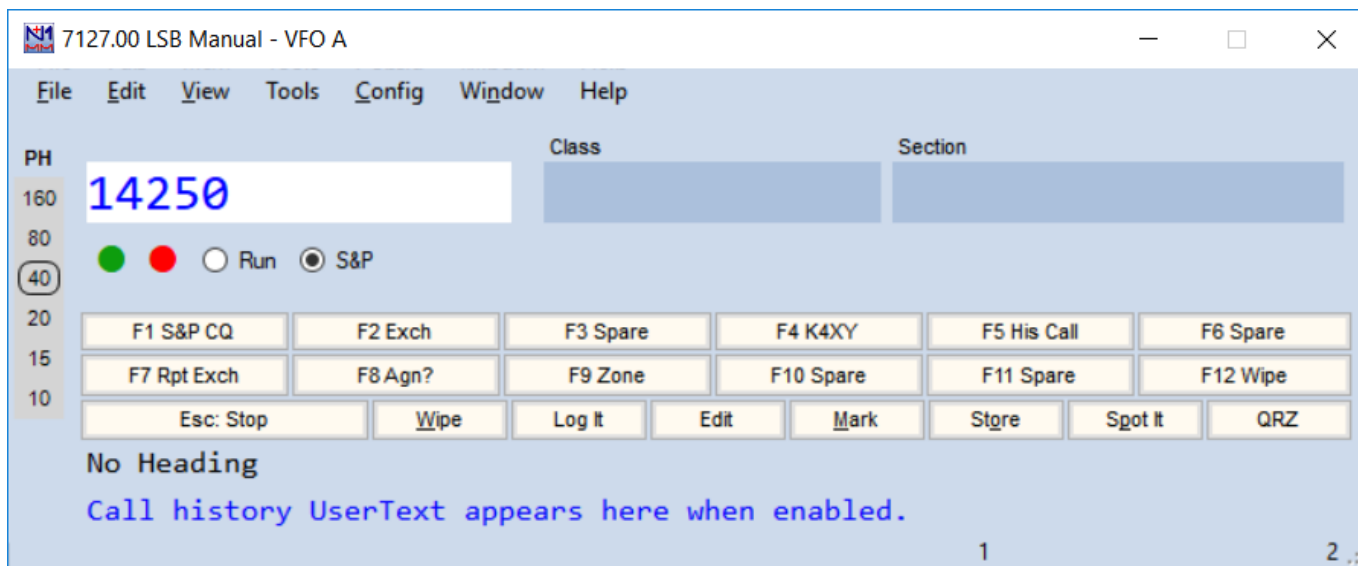 N1 MM 7127.00 LSB Manual - VFO A
File Edit View Tools Config Window Help
PH Class Section
14250
160
80
40
20
15
10
Run S&P
F1 S&P CQ F2 Exch F3 Spare F4 K4XY F5 His Call F6 Spare
F7 Rpt Exch F8 Agn? F9 Zone F10 Spare F11 Spare F12 Wipe
Esc: Stop Wipe Log It Edit Mark Store Spot It QRZ
No Heading
Call history UserText appears here when enabled.
1 2